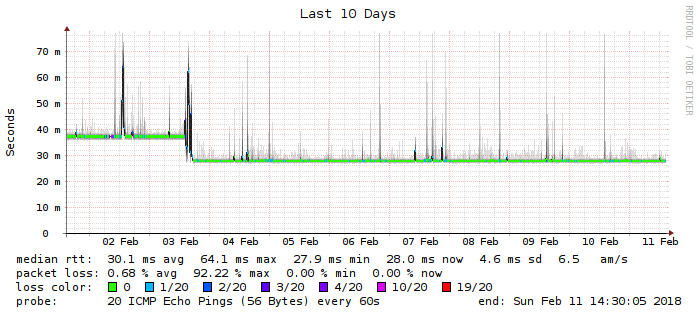 Last 10 Days
RRDTOOL / TOBI OETIKER
Seconds
70 m
60 m
50 m
40 m
30 m
20 m
10 m
0
02 Feb 03 Feb 04 Feb 05 Feb 06 Feb 07 Feb 08 Feb 09 Feb 10 Feb 11 Feb
median rtt: 30.1 ms avg 64.1 ms max 27.9 ms min 28.0 ms now 4.6 ms sd 6.5 am/s
packet loss: 0.68 % avg 92.22 % max 0.00 % min 0.00 % now
loss color: 0 1/20 2/20 3/20 4/20 10/20 19/20
probe: 20 ICMP Echo Pings (56 Bytes) every 60s end: Sun Feb 11 14:30:05 2018